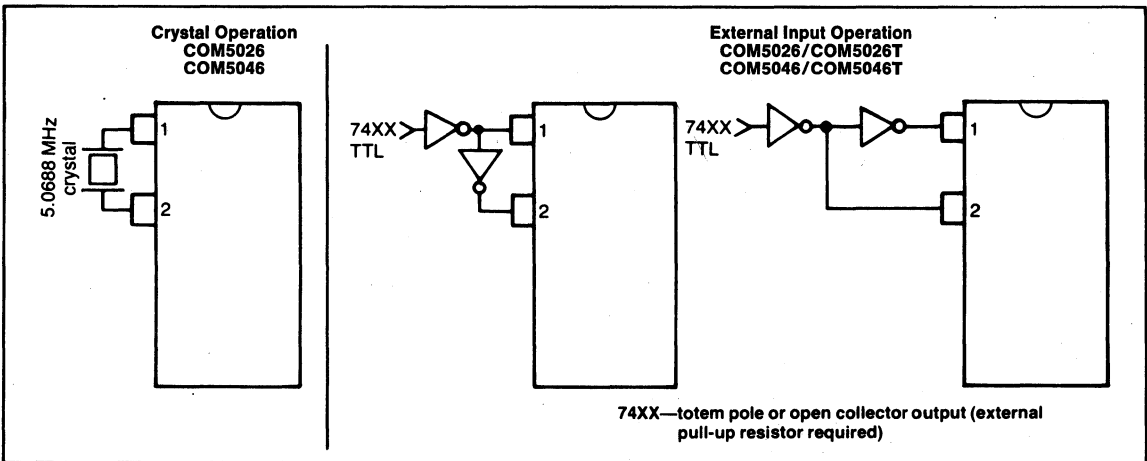 Crystal Operation
COM5026
COM5046
5.0688 MHz
crystal
1
2
External Input Operation
COM5026/COM5026T
COM5046/COM5046T
74XX
TTL
1
2
74XX
TTL
1
2
74XX—totem pole or open collector output (external
pull-up resistor required)